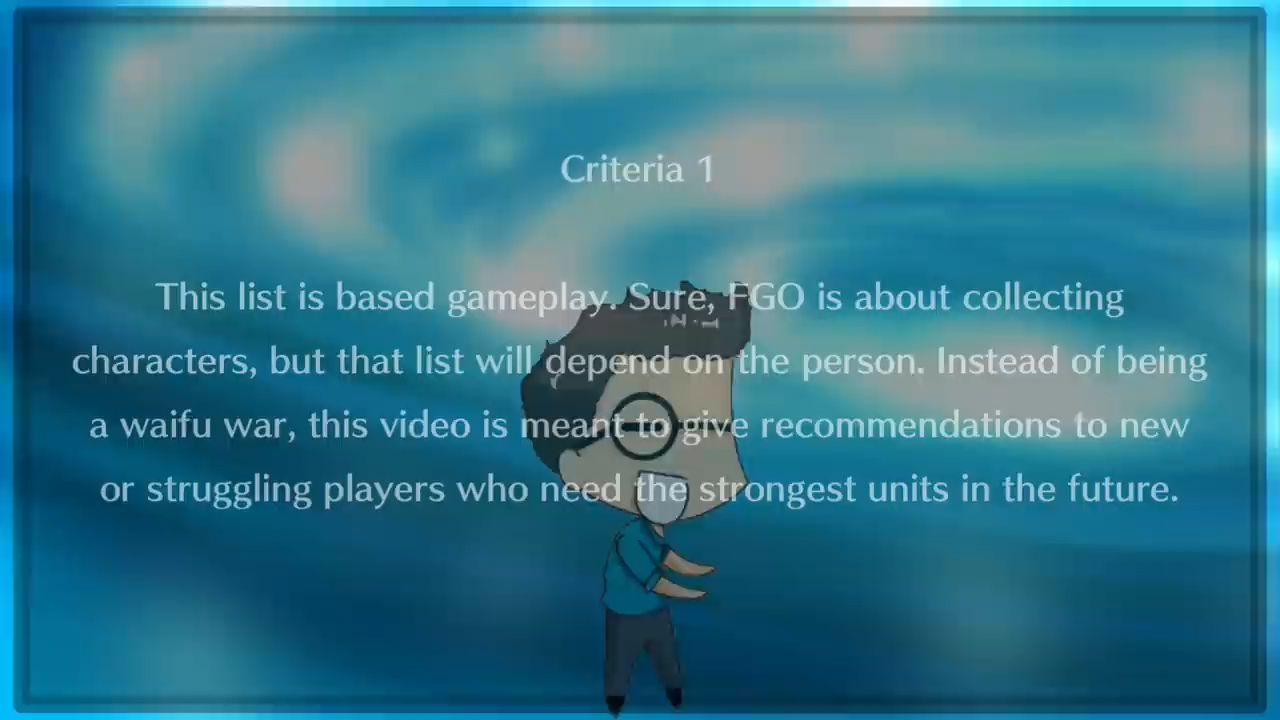 Criteria 1
This list is based gameplay. Sure, FGO is about collecting
characters, but that list will depend on the person. Instead of being
a waifu war, this video is meant to give recommendations to new
or struggling players who need the strongest units in the future.